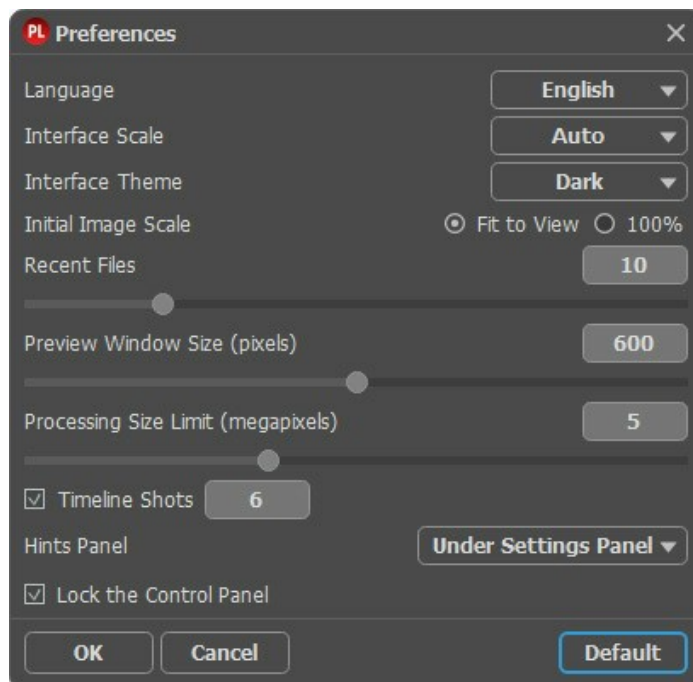 PL Preferences
Language English
Interface Scale Auto
Interface Theme Dark
Initial Image Scale Fit to View 100%
Recent Files 10
Preview Window Size (pixels) 600
Processing Size Limit (megapixels) 5
Timeline Shots 6
Hints Panel Under Settings Panel
Lock the Control Panel
OK Cancel Default